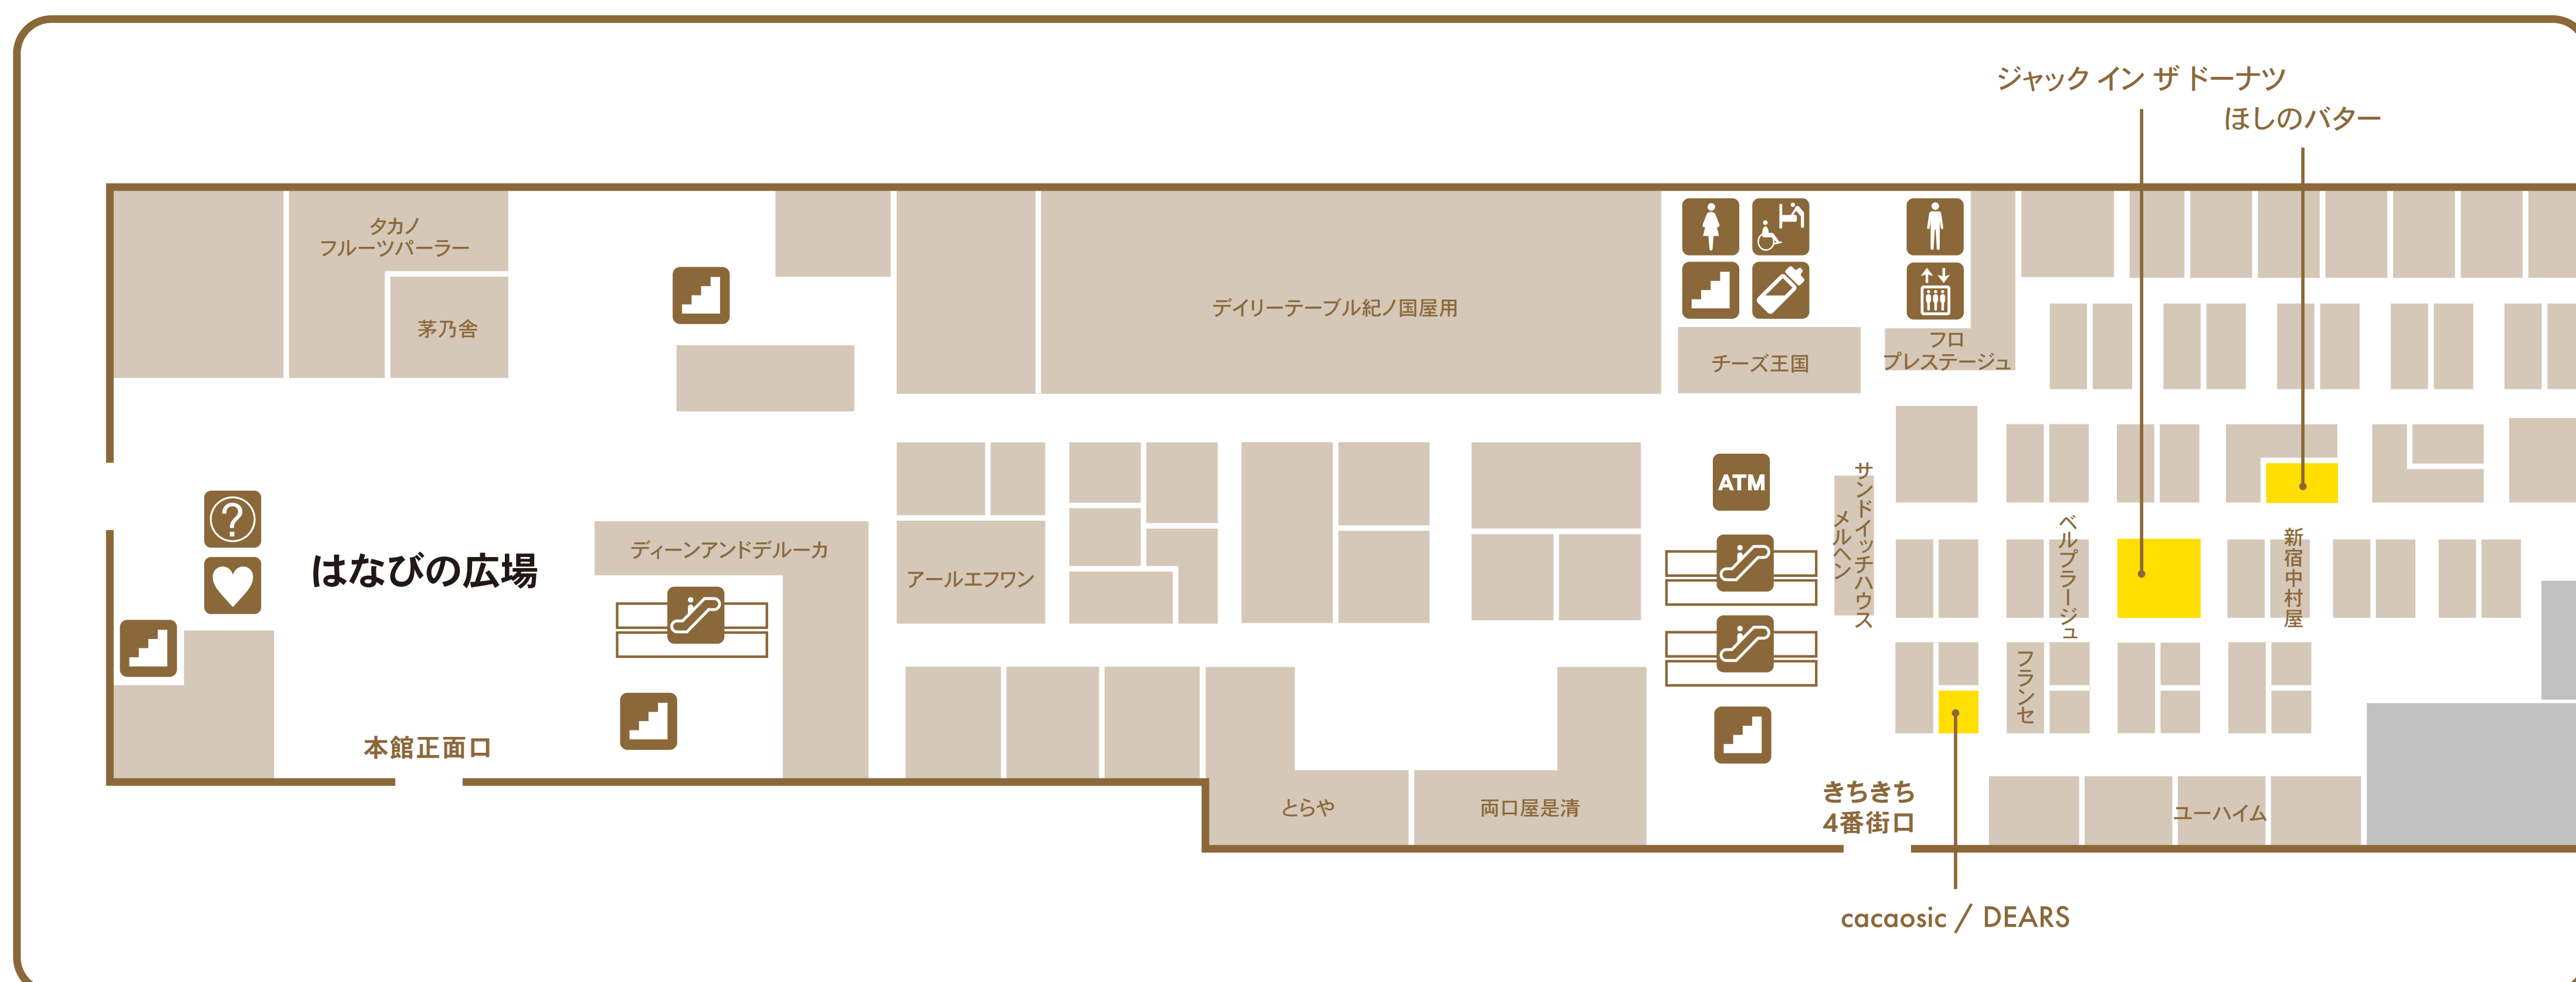 ジャック イン ザ ドーナツ
ほしのバター
タカノ
フルーツパーラー
茅乃舎
デイリーテーブル紀ノ国屋用
チーズ王国
フロ
プレステージュ
ATM
?
はなびの広場
ディーンアンドデルーカ
アールエフワン
サンドイッチハウス
メルヘン
ベルプラージュ
新宿中村屋
フランセ
本館正面口
とらや
両口屋是清
きちきち
4番街口
ユーハイム
cacaosic / DEARS